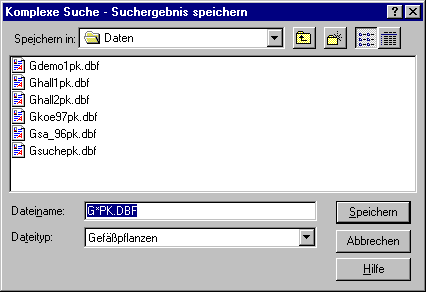 Komplexe Suche - Suchergebnis speichern
Speichern in: Daten
Gdemo1pk.dbf
Ghall1pk.dbf
Ghall2pk.dbf
Gkoe97pk.dbf
Gsa_96pk.dbf
Gsuchepk.dbf
Dateiname: G*PK.DBF
Speichern
Dateityp: Gefäßpflanzen
Abbrechen
Hilfe